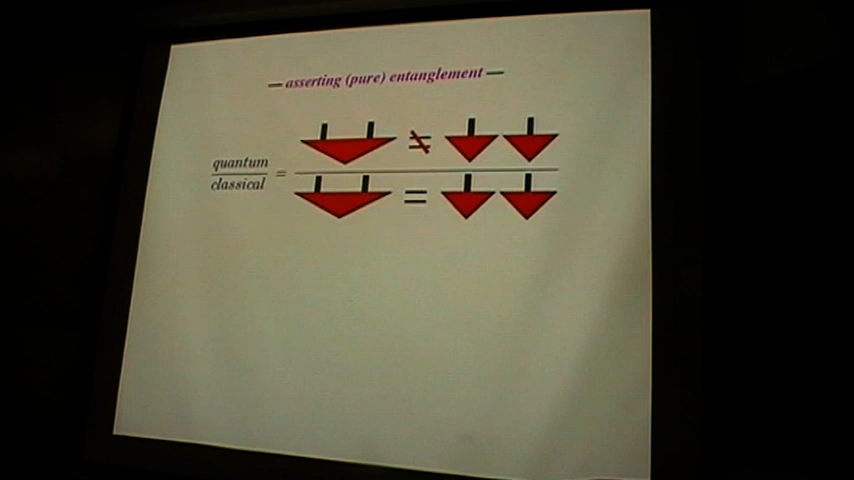 — asserting (pure) entanglement —
quantum
classical
=
≠
=